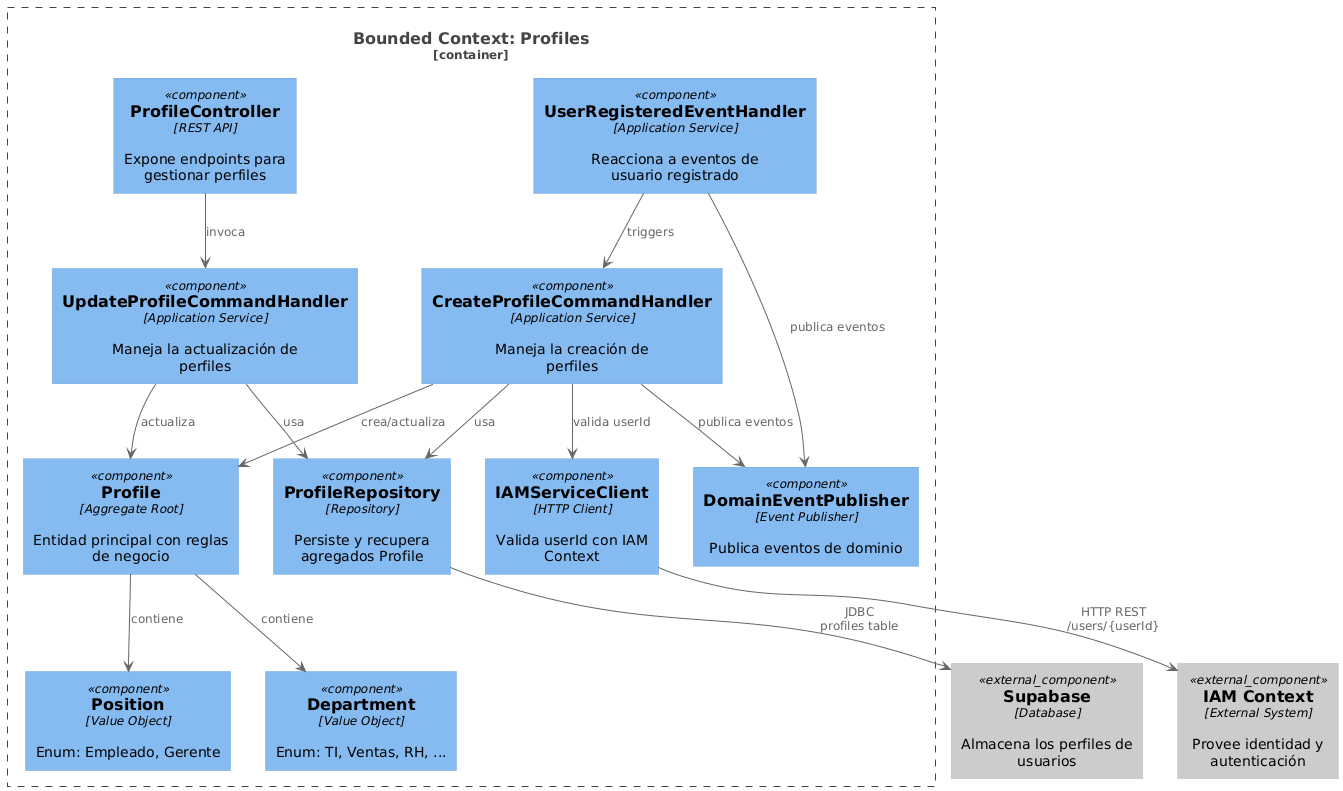 Bounded Context: Profiles
[container]
«component»
ProfileController
[REST API]
Expone endpoints para
gestionar perfiles
«component»
UserRegisteredEventHandler
[Application Service]
Reacciona a eventos de
usuario registrado
invoca
triggers
publica eventos
«component»
UpdateProfileCommandHandler
[Application Service]
Maneja la actualización de
perfiles
«component»
CreateProfileCommandHandler
[Application Service]
Maneja la creación de
perfiles
actualiza
usa
crea/actualiza
usa
valida userId
publica eventos
«component»
Profile
[Aggregate Root]
Entidad principal con reglas
de negocio
«component»
ProfileRepository
[Repository]
Persiste y recupera
agregados Profile
«component»
IAMServiceClient
[HTTP Client]
Valida userId con IAM
Context
«component»
DomainEventPublisher
[Event Publisher]
Publica eventos de dominio
contiene
contiene
JDBC
profiles table
HTTP REST
/users/{userId}
«component»
Position
[Value Object]
Enum: Empleado, Gerente
«component»
Department
[Value Object]
Enum: TI, Ventas, RH, ...
«external_component»
Supabase
[Database]
Almacena los perfiles de
usuarios
«external_component»
IAM Context
[External System]
Provee identidad y
autenticación